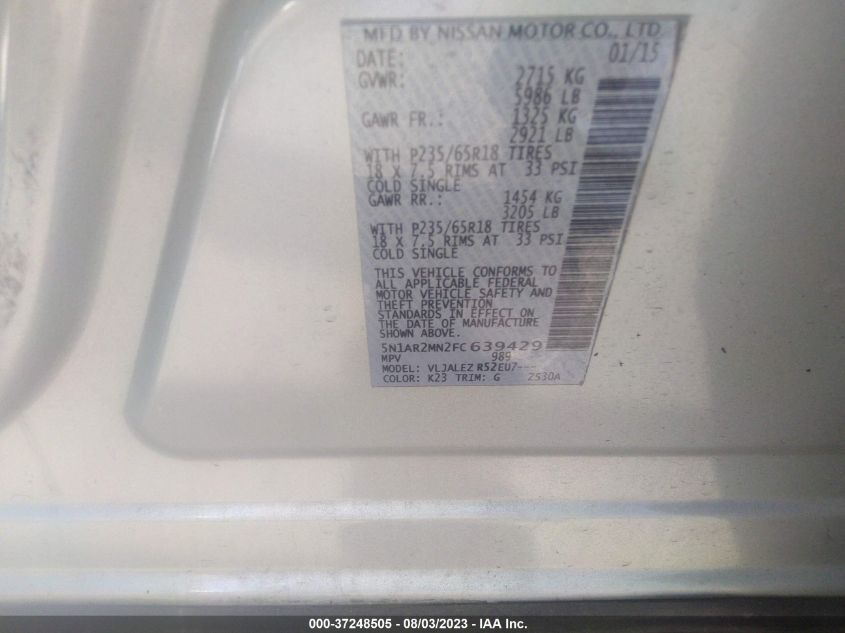 MFD BY NISSAN MOTOR CO., LTD.
DATE: 01/15
GVWR: 2715 KG
5986 LB
GAWR FR.: 1325 KG
2921 LB
WITH P235/65R18 TIRES
18 X 7.5 RIMS AT 33 PSI
COLD SINGLE
GAWR RR.: 1454 KG
3205 LB
WITH P235/65R18 TIRES
18 X 7.5 RIMS AT 33 PSI
COLD SINGLE
THIS VEHICLE CONFORMS TO
ALL APPLICABLE FEDERAL
MOTOR VEHICLE SAFETY AND
THEFT PREVENTION
STANDARDS IN EFFECT ON
THE DATE OF MANUFACTURE
SHOWN ABOVE.
5N1AR2MN2FC639429
MPV 989
MODEL: VLJALEZ R52EU7---
COLOR: K23 TRIM: G 2530A
000-37248505 - 08/03/2023 - IAA Inc.